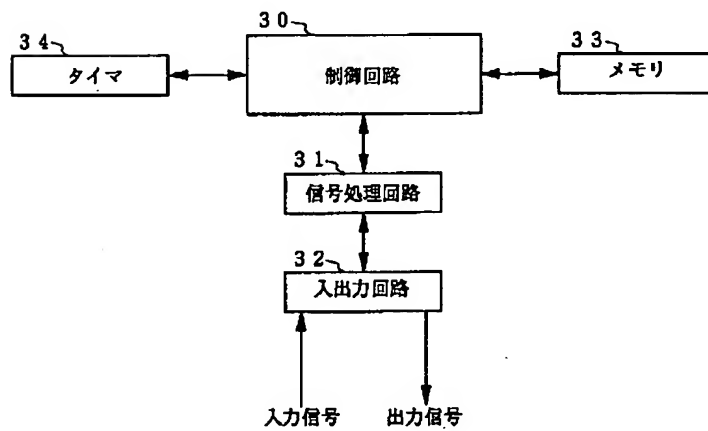 ３０
３４
３３
タイマ
制御回路
メモリ
３１
信号処理回路
３２
入出力回路
入力信号
出力信号